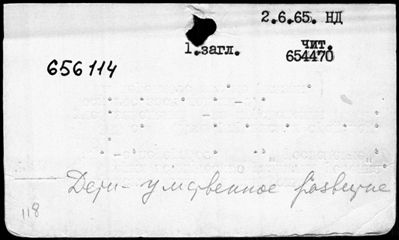 2.6.65. НД
1.загл.
чит.
654470
656114
Дети - умственное развитие
118